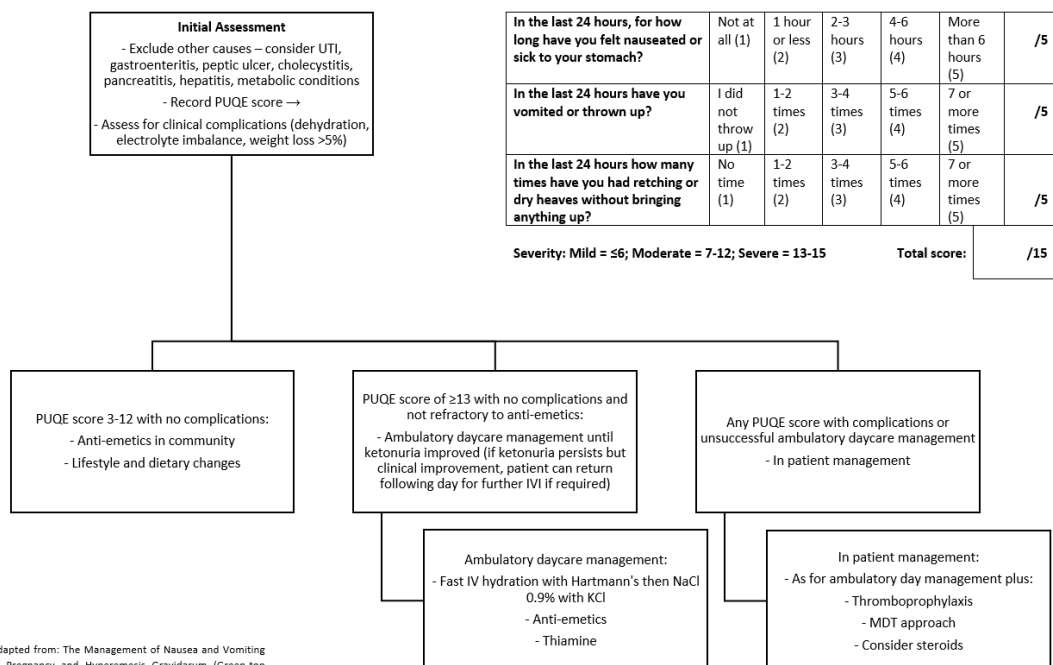 Initial Assessment
- Exclude other causes – consider UTI,
gastroenteritis, peptic ulcer, cholecystitis,
pancreatitis, hepatitis, metabolic conditions
- Record PUQE score →
- Assess for clinical complications (dehydration,
electrolyte imbalance, weight loss >5%)
In the last 24 hours, for how
long have you felt nauseated or
sick to your stomach?
Not at
all (1)
1 hour
or less
(2)
2-3
hours
(3)
4-6
hours
(4)
More
than 6
hours
(5)
/5
In the last 24 hours have you
vomited or thrown up?
I did
not
throw
up (1)
1-2
times
(2)
3-4
times
(3)
5-6
times
(4)
7 or
more
times
(5)
/5
In the last 24 hours how many
times have you had retching or
dry heaves without bringing
anything up?
No
time
(1)
1-2
times
(2)
3-4
times
(3)
5-6
times
(4)
7 or
more
times
(5)
/5
Severity: Mild = ≤6; Moderate = 7-12; Severe = 13-15
Total score:
/15
PUQE score 3-12 with no complications:
- Anti-emetics in community
- Lifestyle and dietary changes
PUQE score of ≥13 with no complications and
not refractory to anti-emetics:
- Ambulatory daycare management until
ketonuria improved (if ketonuria persists but
clinical improvement, patient can return
following day for further IVI if required)
Any PUQE score with complications or
unsuccessful ambulatory daycare management
- In patient management
Ambulatory daycare management:
- Fast IV hydration with Hartmann's then NaCl
0.9% with KCl
- Anti-emetics
- Thiamine
In patient management:
- As for ambulatory day management plus:
- Thromboprophylaxis
- MDT approach
- Consider steroids
dapted from: The Management of Nausea and Vomiting
Pregnancy and Hyperemesis Gravidarum (Green-top